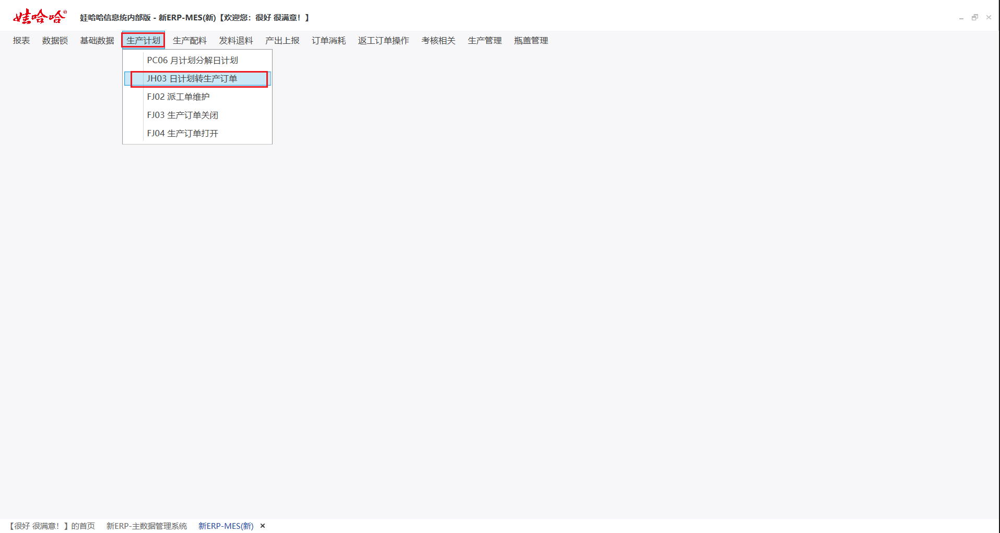 娃哈哈®
娃哈哈信息统内部版 - 新ERP-MES(新)【欢迎您：很好 很满意！】
报表 数据锁 基础数据 生产计划 生产配料 发料退料 产出上报 订单消耗 返工订单操作 考核相关 生产管理 瓶盖管理
PC06 月计划分解日计划
JH03 日计划转生产订单
FJ02 派工单维护
FJ03 生产订单关闭
FJ04 生产订单打开
【很好 很满意！】的首页 新ERP-主数据管理系统 新ERP-MES(新)